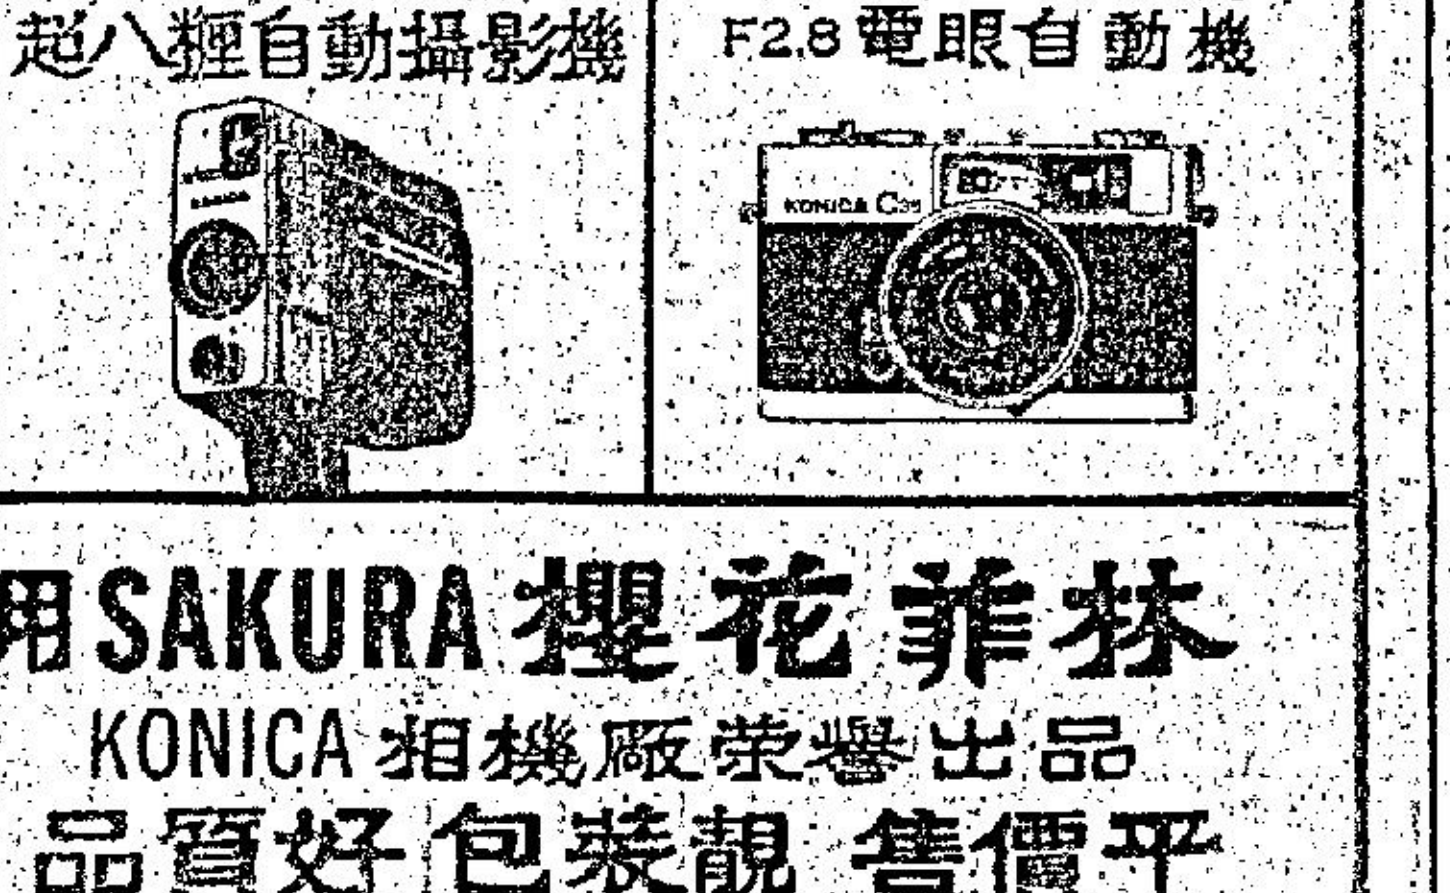 超八糎自動攝影機
F2.8電眼自動機
KONICA C35
用SAKURA櫻花菲林
KONICA相機廠荣譽出品
品質好 包裝靚 售價平